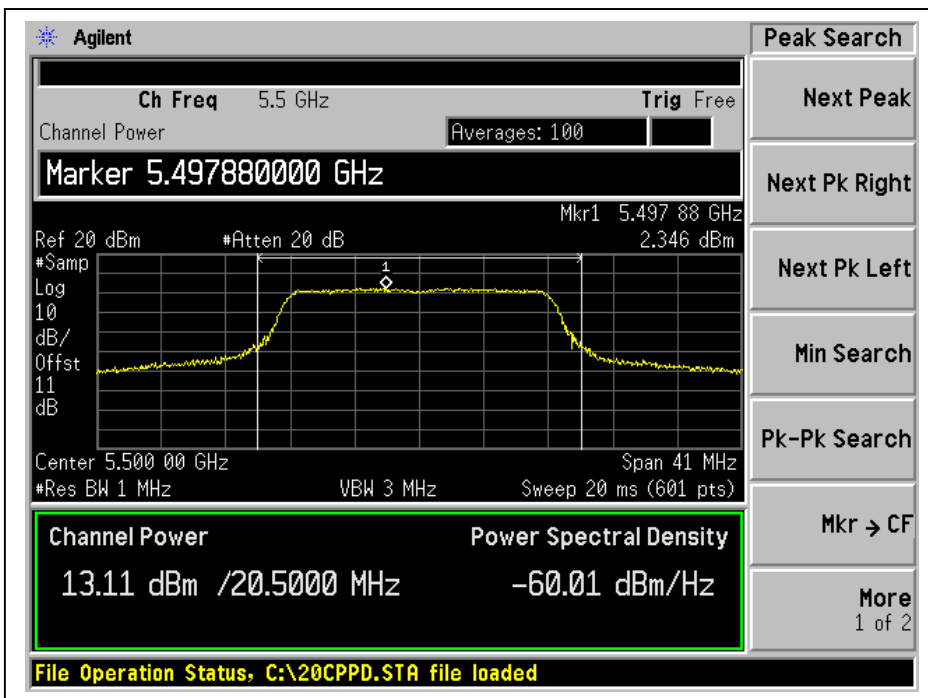 Agilent
Peak Search
Ch Freq 5.5 GHz Trig Free
Channel Power Averages: 100
Marker 5.497880000 GHz
Mkr1 5.497 88 GHz
Ref 20 dBm #Atten 20 dB 2.346 dBm
#Samp
Log
10
dB/
Offst
11
dB
1
Center 5.500 00 GHz Span 41 MHz
#Res BW 1 MHz VBW 3 MHz Sweep 20 ms (601 pts)
Channel Power Power Spectral Density
13.11 dBm /20.5000 MHz -60.01 dBm/Hz
File Operation Status, C:\20CPPD.STA file loaded
Next Peak
Next Pk Right
Next Pk Left
Min Search
Pk-Pk Search
Mkr → CF
More
1 of 2